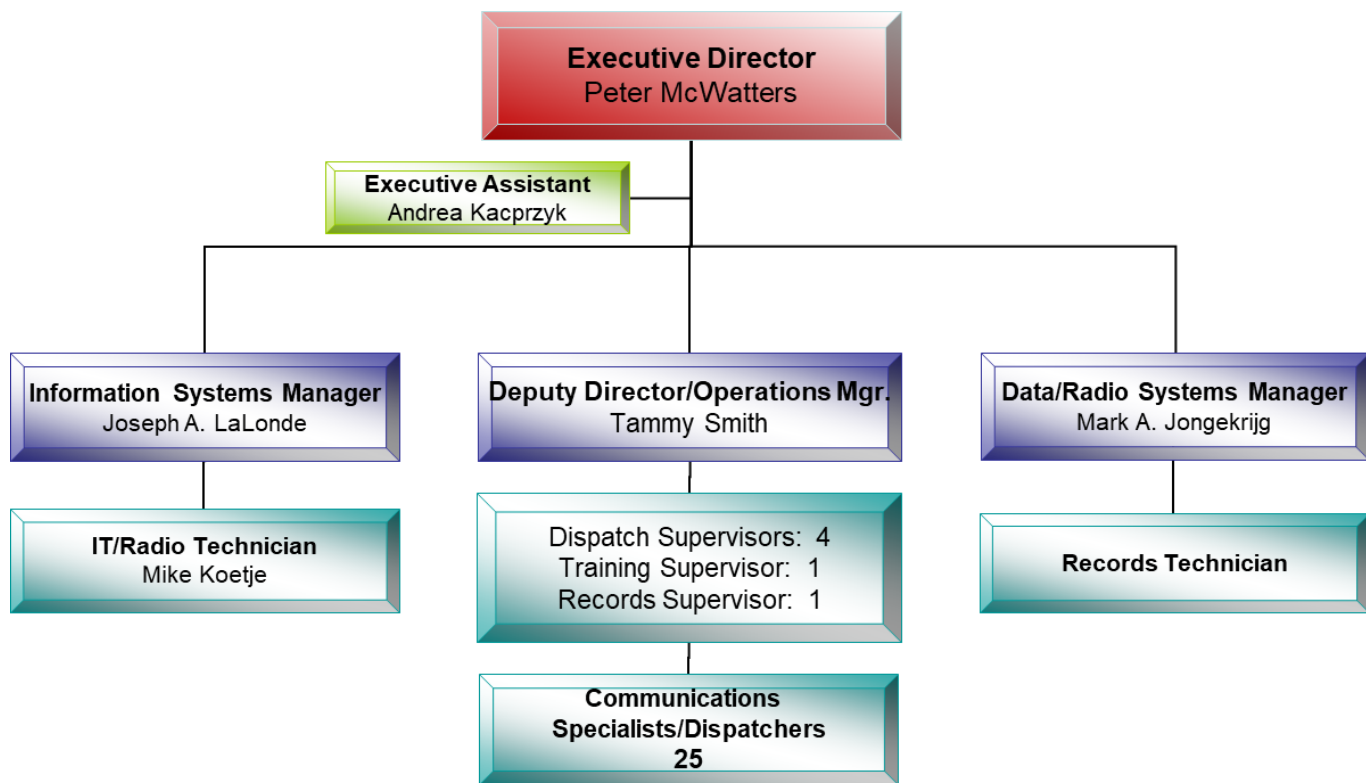 Executive Director
Peter McWatters
Executive Assistant
Andrea Kacprzyk
Information Systems Manager
Joseph A. LaLonde
Deputy Director/Operations Mgr.
Tammy Smith
Data/Radio Systems Manager
Mark A. Jongekrijg
IT/Radio Technician
Mike Koetje
Dispatch Supervisors: 4
Training Supervisor: 1
Records Supervisor: 1
Records Technician
Communications
Specialists/Dispatchers
25